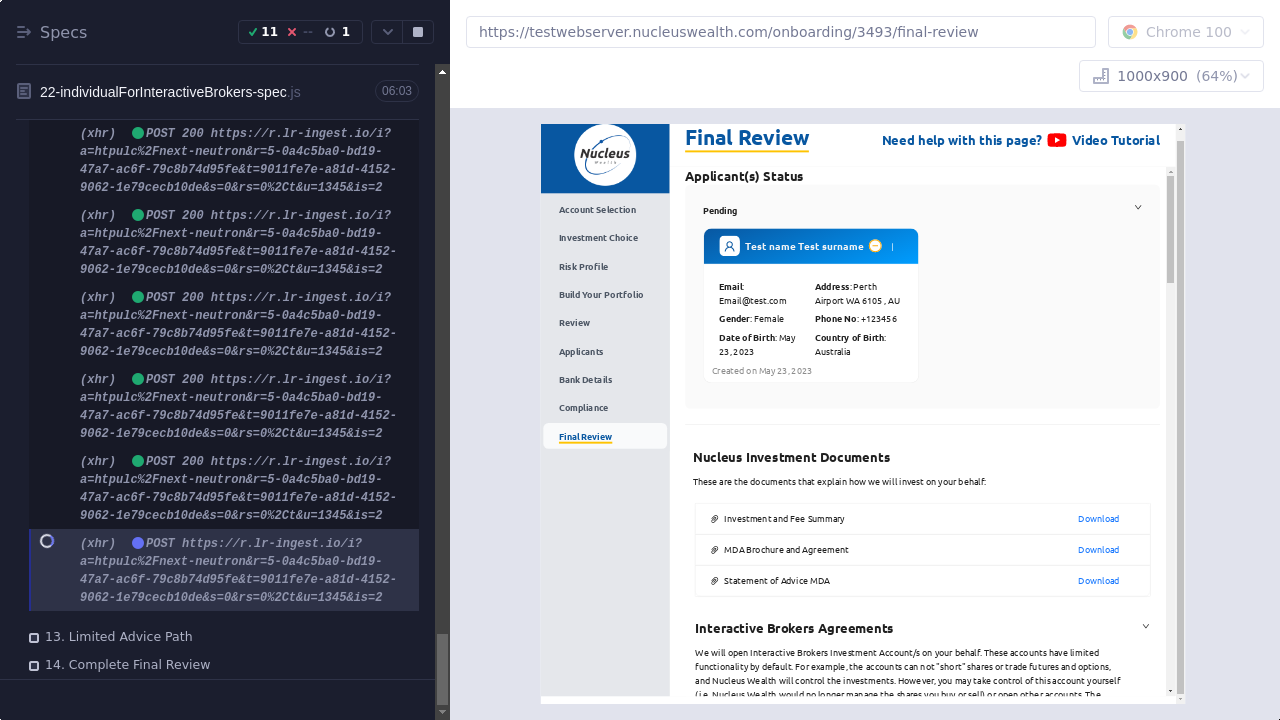 Specs
11
--
1
22-individualForInteractiveBrokers-spec.js
06:03
(xhr) POST 200 https://r.lr-ingest.io/i?
a=htpulc%2Fnext-neutron&r=5-0a4c5ba0-bd19-
47a7-ac6f-79c8b74d95fe&t=9011fe7e-a81d-4152-
9062-1e79cecb10de&s=0&rs=0%2Ct&u=1345&is=2
(xhr) POST 200 https://r.lr-ingest.io/i?
a=htpulc%2Fnext-neutron&r=5-0a4c5ba0-bd19-
47a7-ac6f-79c8b74d95fe&t=9011fe7e-a81d-4152-
9062-1e79cecb10de&s=0&rs=0%2Ct&u=1345&is=2
(xhr) POST 200 https://r.lr-ingest.io/i?
a=htpulc%2Fnext-neutron&r=5-0a4c5ba0-bd19-
47a7-ac6f-79c8b74d95fe&t=9011fe7e-a81d-4152-
9062-1e79cecb10de&s=0&rs=0%2Ct&u=1345&is=2
(xhr) POST 200 https://r.lr-ingest.io/i?
a=htpulc%2Fnext-neutron&r=5-0a4c5ba0-bd19-
47a7-ac6f-79c8b74d95fe&t=9011fe7e-a81d-4152-
9062-1e79cecb10de&s=0&rs=0%2Ct&u=1345&is=2
(xhr) POST 200 https://r.lr-ingest.io/i?
a=htpulc%2Fnext-neutron&r=5-0a4c5ba0-bd19-
47a7-ac6f-79c8b74d95fe&t=9011fe7e-a81d-4152-
9062-1e79cecb10de&s=0&rs=0%2Ct&u=1345&is=2
(xhr) POST https://r.lr-ingest.io/i?
a=htpulc%2Fnext-neutron&r=5-0a4c5ba0-bd19-
47a7-ac6f-79c8b74d95fe&t=9011fe7e-a81d-4152-
9062-1e79cecb10de&s=0&rs=0%2Ct&u=1345&is=2
13. Limited Advice Path
14. Complete Final Review
https://testwebserver.nucleuswealth.com/onboarding/3493/final-review
Chrome 100
1000x900 (64%)
Nucleus
Wealth
Account Selection
Investment Choice
Risk Profile
Build Your Portfolio
Review
Applicants
Bank Details
Compliance
Final Review
Final Review
Need help with this page? Video Tutorial
Applicant(s) Status
Pending
Test name Test surname |
Email:
Email@test.com
Gender: Female
Date of Birth: May
23, 2023
Address: Perth
Airport WA 6105 , AU
Phone No: +123456
Country of Birth:
Australia
Created on May 23, 2023
Nucleus Investment Documents
These are the documents that explain how we will invest on your behalf:
Investment and Fee Summary Download
MDA Brochure and Agreement Download
Statement of Advice MDA Download
Interactive Brokers Agreements
We will open Interactive Brokers Investment Account/s on your behalf. These accounts have limited
functionality by default. For example, the accounts can not "short" shares or trade futures and options,
and Nucleus Wealth will control the investments. However, you may take control of this account yourself
(i.e. Nucleus Wealth would no longer manage the shares you buy or sell) or open other accounts. The